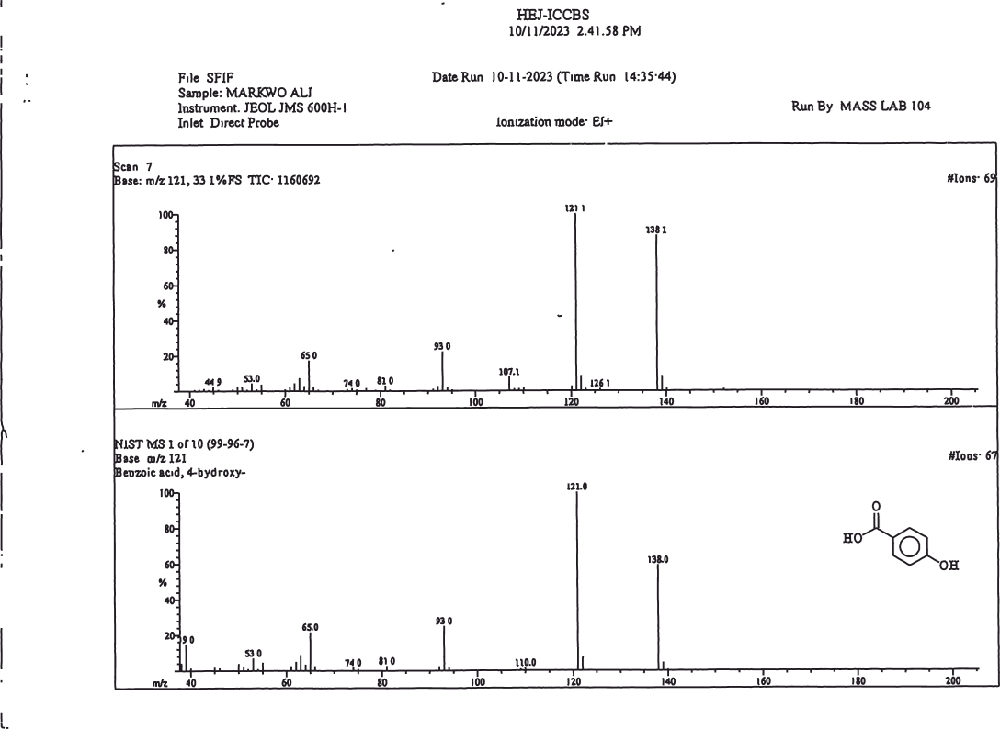 HEJ-ICCBS
10/11/2023 2.41.58 PM
File SFIF
Date Run 10-11-2023 (Time Run 14:35·44)
Sample: MARKWO ALI
Instrument. JEOL JMS 600H-1
Run By MASS LAB 104
Inlet Direct Probe
Ionization mode· EI+
Scan 7
Base: m/z 121, 33 1%FS TIC· 1160692
#Ions· 69
121 1
100
138 1
80
60
%
40
93 0
65 0
20
107.1
44 9
53.0
74 0
81 0
126 1
m/z
40 60 80 100 120 140 160 180 200
NIST MS 1 of 10 (99-96-7)
Base m/z 121
#Ions· 67
Benzoic acid, 4-hydroxy-
121.0
100
O
80
HO
138.0
OH
60
%
40
93 0
65.0
20
9 0
53 0
74 0
81 0
110.0
m/z
40 60 80 100 120 140 160 180 200